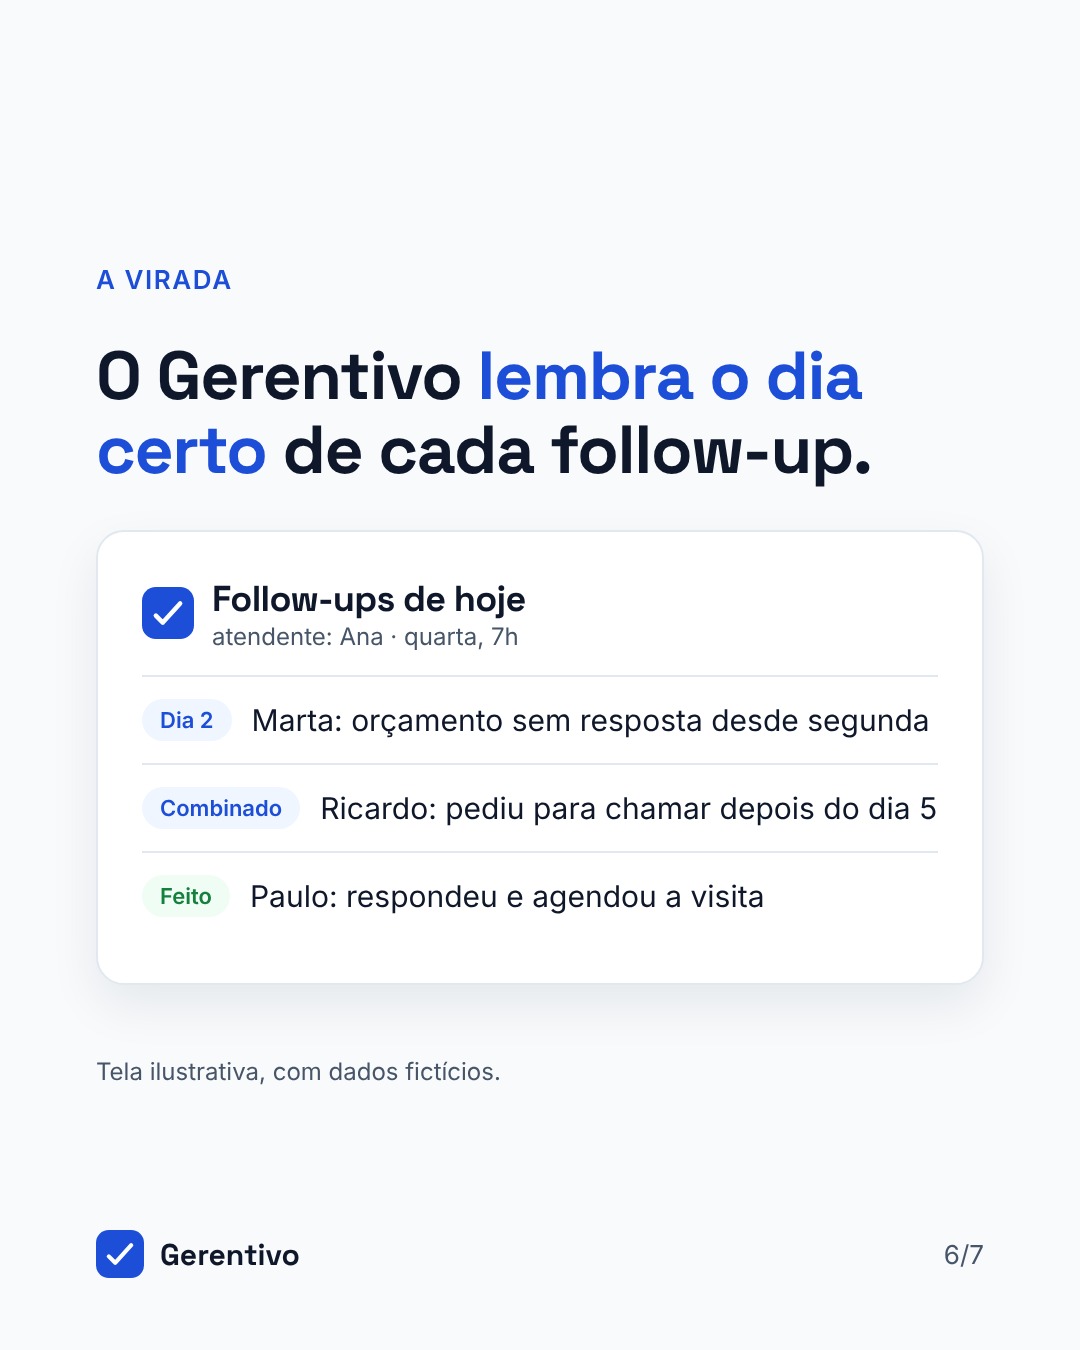 A VIRADA
O Gerentivo lembra o dia
certo de cada follow-up.
Follow-ups de hoje
atendente: Ana · quarta, 7h
Dia 2 Marta: orçamento sem resposta desde segunda
Combinado Ricardo: pediu para chamar depois do dia 5
Feito Paulo: respondeu e agendou a visita
Tela ilustrativa, com dados fictícios.
Gerentivo 6/7